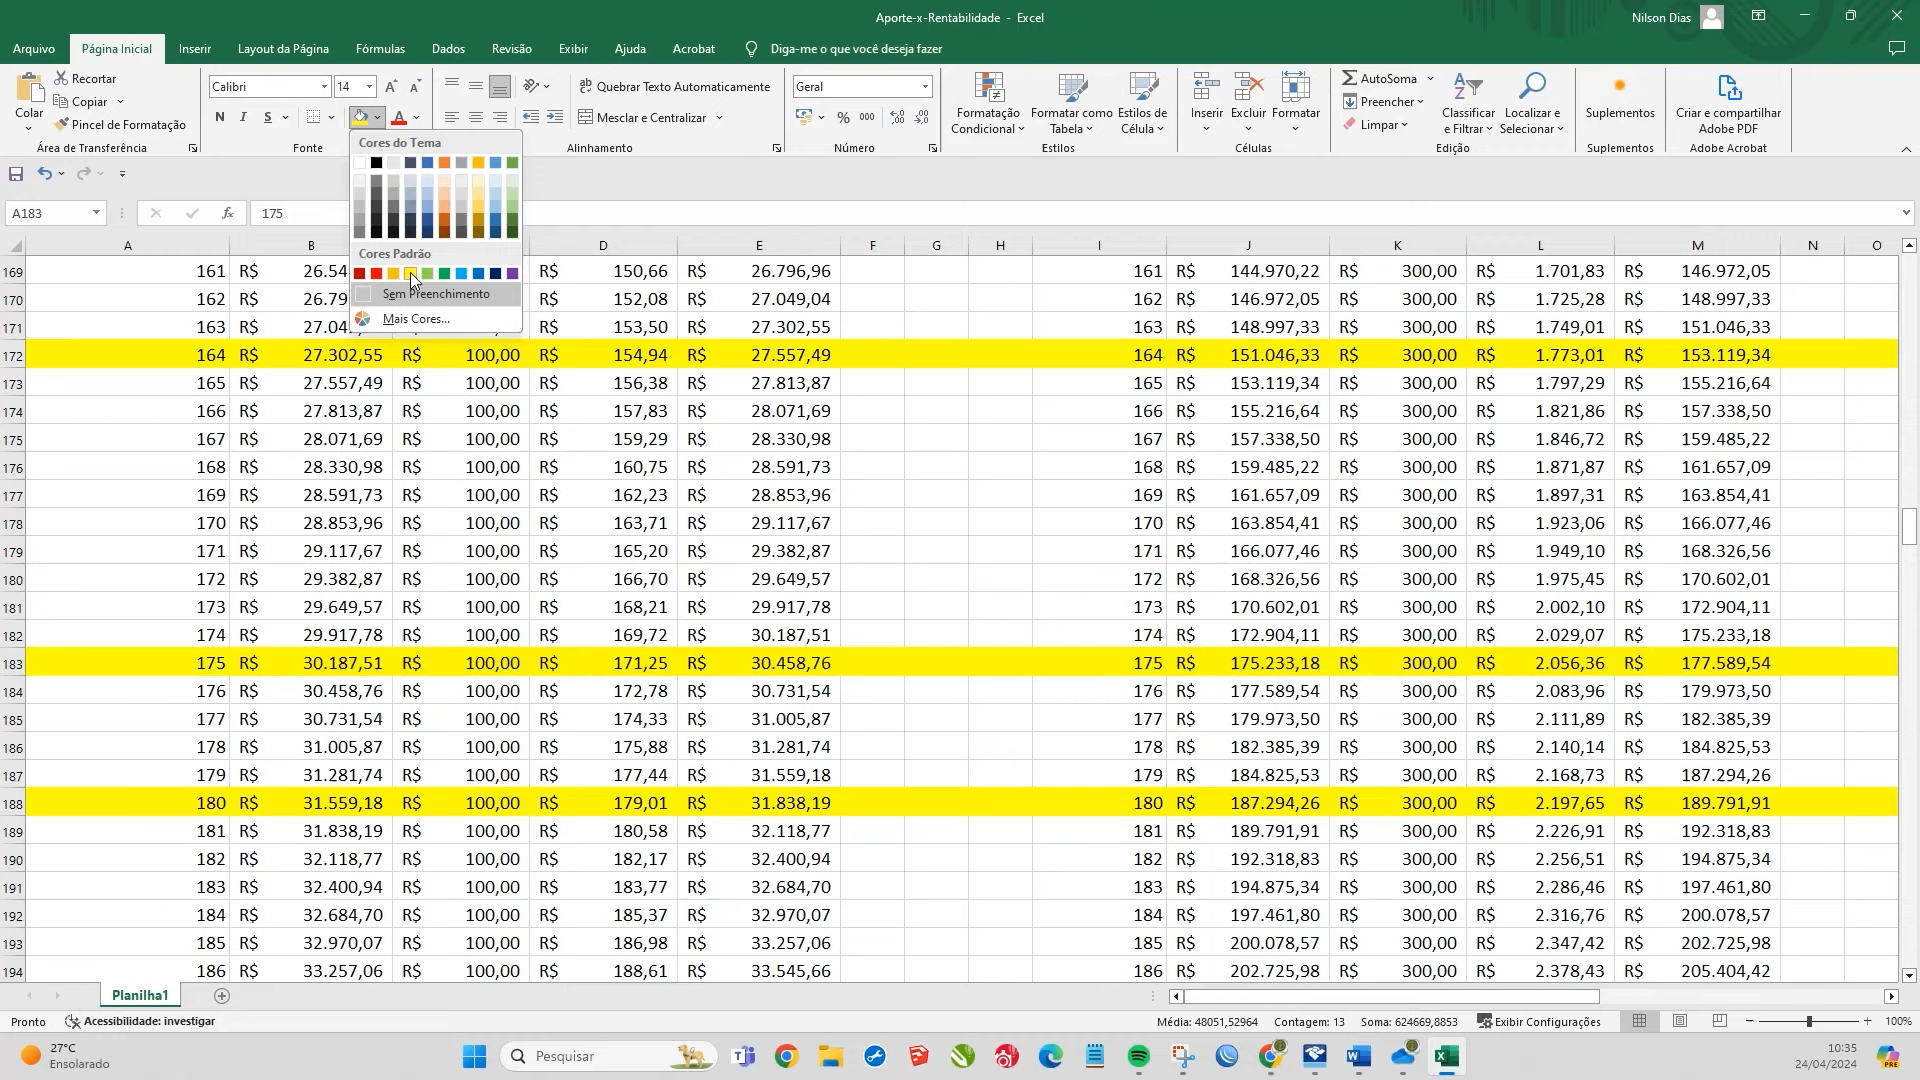 Aporte-x-Rentabilidade - Excel
Nilson Dias
Arquivo Página Inicial Inserir Layout da Página Fórmulas Dados Revisão Exibir Ajuda Acrobat Diga-me o que você deseja fazer
Colar Recortar Copiar Pincel de Formatação
Área de Transferência
Calibri 14
N I S A
Fonte
Quebrar Texto Automaticamente
Mesclar e Centralizar
Alinhamento
Geral
% 000
Número
Formatação Condicional Formatar como Tabela Estilos de Célula
Estilos
Inserir Excluir Formatar
Células
AutoSoma Preencher Limpar Classificar e Filtrar Localizar e Selecionar
Edição
Suplementos
Suplementos
Criar e compartilhar Adobe PDF
Adobe Acrobat
Cores do Tema
Cores Padrão
Sem Preenchimento
Mais Cores...
A183 fx 175
A B D E F G H I J K L M N O
169 161 R$ 26.54 R$ 150,66 R$ 26.796,96 161 R$ 144.970,22 R$ 300,00 R$ 1.701,83 R$ 146.972,05
170 162 R$ 26.79 R$ 152,08 R$ 27.049,04 162 R$ 146.972,05 R$ 300,00 R$ 1.725,28 R$ 148.997,33
171 163 R$ 27.04 R$ 153,50 R$ 27.302,55 163 R$ 148.997,33 R$ 300,00 R$ 1.749,01 R$ 151.046,33
172 164 R$ 27.302,55 R$ 100,00 R$ 154,94 R$ 27.557,49 164 R$ 151.046,33 R$ 300,00 R$ 1.773,01 R$ 153.119,34
173 165 R$ 27.557,49 R$ 100,00 R$ 156,38 R$ 27.813,87 165 R$ 153.119,34 R$ 300,00 R$ 1.797,29 R$ 155.216,64
174 166 R$ 27.813,87 R$ 100,00 R$ 157,83 R$ 28.071,69 166 R$ 155.216,64 R$ 300,00 R$ 1.821,86 R$ 157.338,50
175 167 R$ 28.071,69 R$ 100,00 R$ 159,29 R$ 28.330,98 167 R$ 157.338,50 R$ 300,00 R$ 1.846,72 R$ 159.485,22
176 168 R$ 28.330,98 R$ 100,00 R$ 160,75 R$ 28.591,73 168 R$ 159.485,22 R$ 300,00 R$ 1.871,87 R$ 161.657,09
177 169 R$ 28.591,73 R$ 100,00 R$ 162,23 R$ 28.853,96 169 R$ 161.657,09 R$ 300,00 R$ 1.897,31 R$ 163.854,41
178 170 R$ 28.853,96 R$ 100,00 R$ 163,71 R$ 29.117,67 170 R$ 163.854,41 R$ 300,00 R$ 1.923,06 R$ 166.077,46
179 171 R$ 29.117,67 R$ 100,00 R$ 165,20 R$ 29.382,87 171 R$ 166.077,46 R$ 300,00 R$ 1.949,10 R$ 168.326,56
180 172 R$ 29.382,87 R$ 100,00 R$ 166,70 R$ 29.649,57 172 R$ 168.326,56 R$ 300,00 R$ 1.975,45 R$ 170.602,01
181 173 R$ 29.649,57 R$ 100,00 R$ 168,21 R$ 29.917,78 173 R$ 170.602,01 R$ 300,00 R$ 2.002,10 R$ 172.904,11
182 174 R$ 29.917,78 R$ 100,00 R$ 169,72 R$ 30.187,51 174 R$ 172.904,11 R$ 300,00 R$ 2.029,07 R$ 175.233,18
183 175 R$ 30.187,51 R$ 100,00 R$ 171,25 R$ 30.458,76 175 R$ 175.233,18 R$ 300,00 R$ 2.056,36 R$ 177.589,54
184 176 R$ 30.458,76 R$ 100,00 R$ 172,78 R$ 30.731,54 176 R$ 177.589,54 R$ 300,00 R$ 2.083,96 R$ 179.973,50
185 177 R$ 30.731,54 R$ 100,00 R$ 174,33 R$ 31.005,87 177 R$ 179.973,50 R$ 300,00 R$ 2.111,89 R$ 182.385,39
186 178 R$ 31.005,87 R$ 100,00 R$ 175,88 R$ 31.281,74 178 R$ 182.385,39 R$ 300,00 R$ 2.140,14 R$ 184.825,53
187 179 R$ 31.281,74 R$ 100,00 R$ 177,44 R$ 31.559,18 179 R$ 184.825,53 R$ 300,00 R$ 2.168,73 R$ 187.294,26
188 180 R$ 31.559,18 R$ 100,00 R$ 179,01 R$ 31.838,19 180 R$ 187.294,26 R$ 300,00 R$ 2.197,65 R$ 189.791,91
189 181 R$ 31.838,19 R$ 100,00 R$ 180,58 R$ 32.118,77 181 R$ 189.791,91 R$ 300,00 R$ 2.226,91 R$ 192.318,83
190 182 R$ 32.118,77 R$ 100,00 R$ 182,17 R$ 32.400,94 182 R$ 192.318,83 R$ 300,00 R$ 2.256,51 R$ 194.875,34
191 183 R$ 32.400,94 R$ 100,00 R$ 183,77 R$ 32.684,70 183 R$ 194.875,34 R$ 300,00 R$ 2.286,46 R$ 197.461,80
192 184 R$ 32.684,70 R$ 100,00 R$ 185,37 R$ 32.970,07 184 R$ 197.461,80 R$ 300,00 R$ 2.316,76 R$ 200.078,57
193 185 R$ 32.970,07 R$ 100,00 R$ 186,98 R$ 33.257,06 185 R$ 200.078,57 R$ 300,00 R$ 2.347,42 R$ 202.725,98
194 186 R$ 33.257,06 R$ 100,00 R$ 188,61 R$ 33.545,66 186 R$ 202.725,98 R$ 300,00 R$ 2.378,43 R$ 205.404,42
Planilha1
Pronto Acessibilidade: investigar Média: 48051,52964 Contagem: 13 Soma: 624669,8853 Exibir Configurações 100%
27°C
Ensolarado
Pesquisar
10:35
24/04/2024